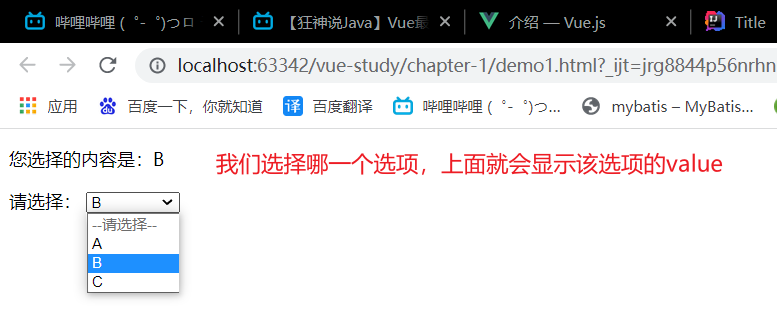 哔哩哔哩 (゜-゜)つロ
【狂神说Java】Vue最
介绍 — Vue.js
Title
localhost:63342/vue-study/chapter-1/demo1.html?_ijt=jrg8844p56nrhn
应用
百度一下，你就知道
译 百度翻译
哔哩哔哩 (゜-゜)つ...
mybatis – MyBatis...
您选择的内容是：B
我们选择哪一个选项，上面就会显示该选项的value
请选择： B
--请选择--
A
B
C